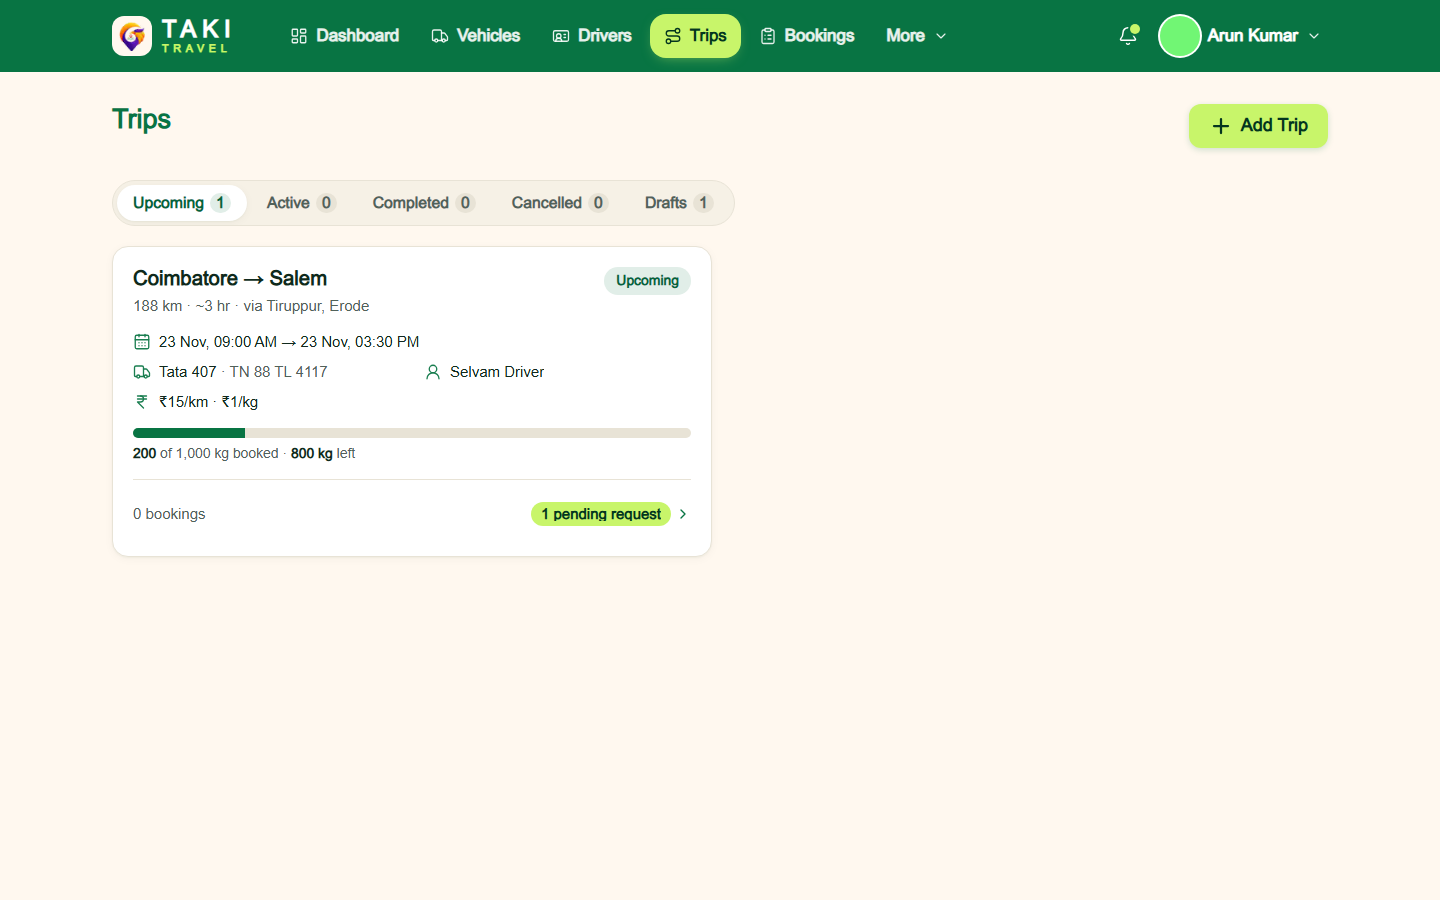 TAKI
TRAVEL
Dashboard
Vehicles
Drivers
Trips
Bookings
More
Arun Kumar
Trips
Add Trip
Upcoming 1
Active 0
Completed 0
Cancelled 0
Drafts 1
Coimbatore → Salem
Upcoming
188 km · ~3 hr · via Tiruppur, Erode
23 Nov, 09:00 AM → 23 Nov, 03:30 PM
Tata 407 · TN 88 TL 4117
Selvam Driver
₹15/km · ₹1/kg
200 of 1,000 kg booked · 800 kg left
0 bookings
1 pending request